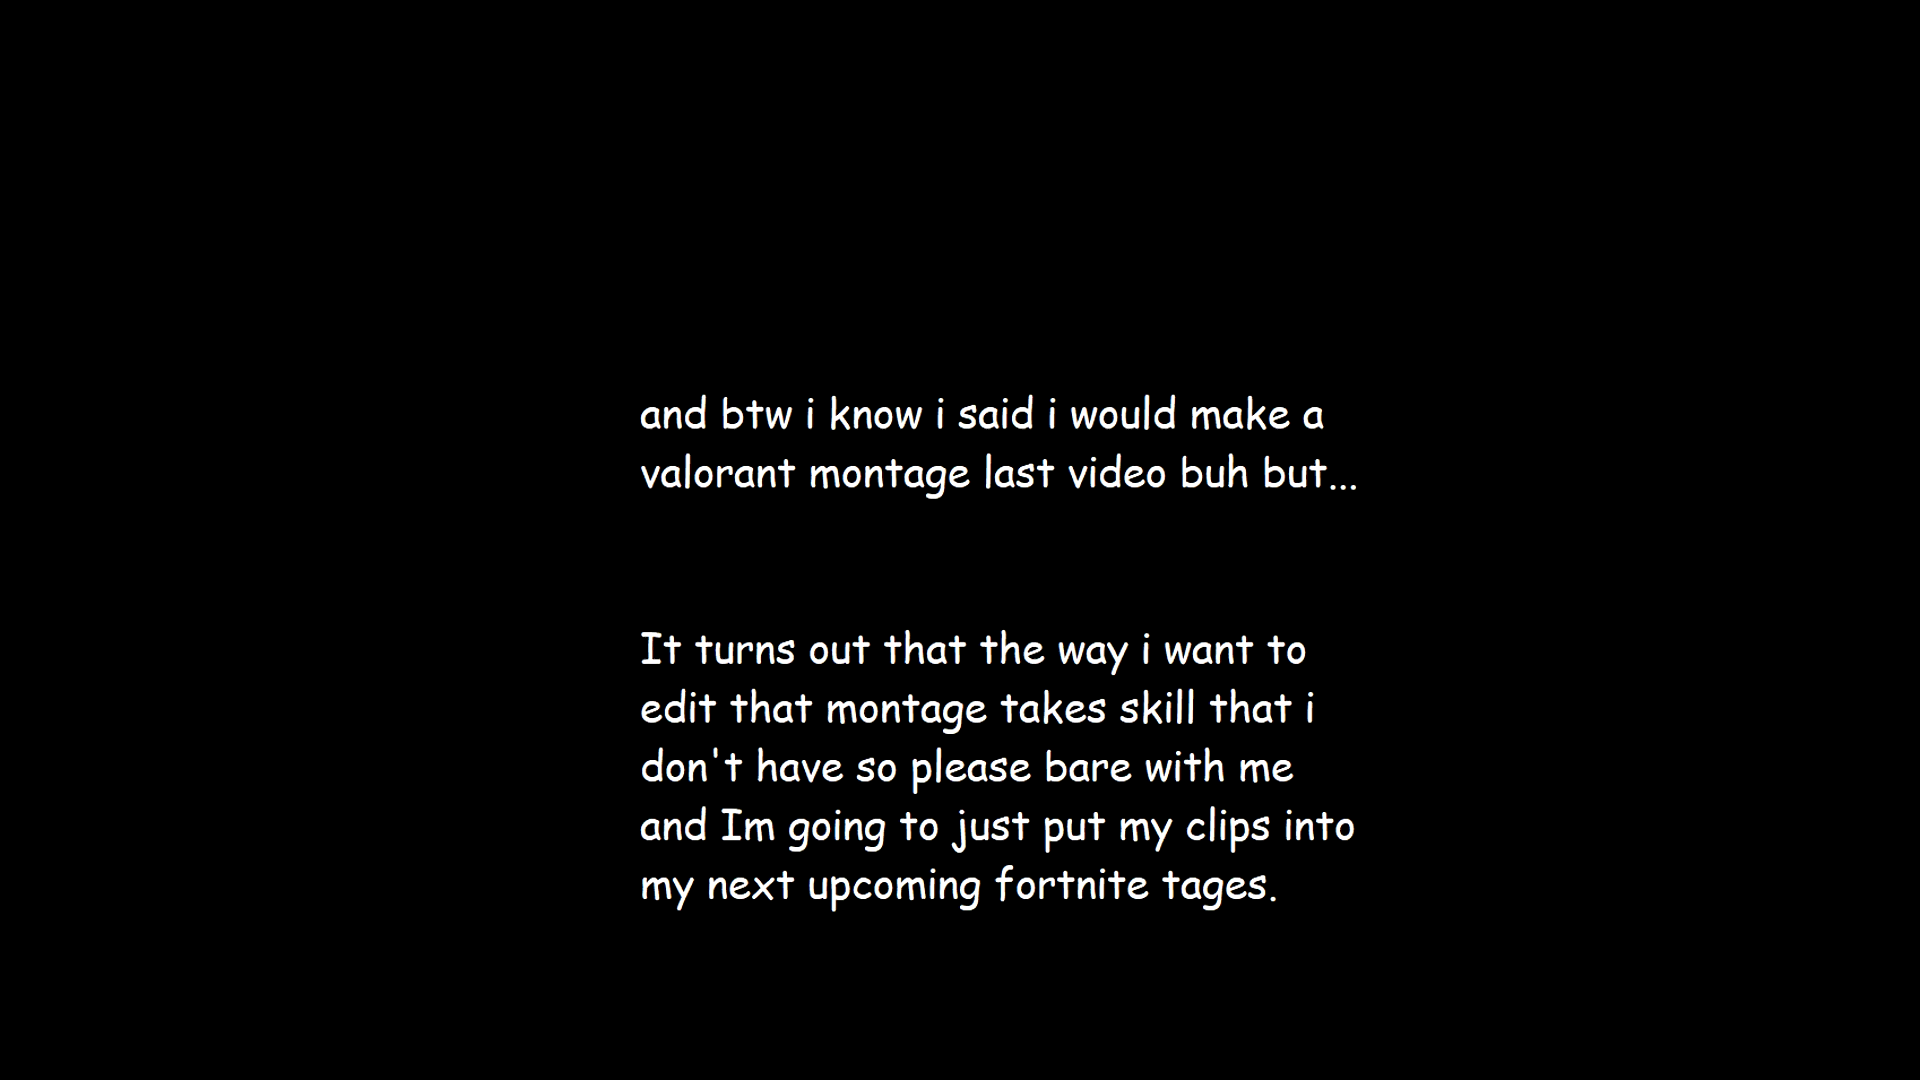 and btw i know i said i would make a
valorant montage last video buh but...
It turns out that the way i want to
edit that montage takes skill that i
don't have so please bare with me
and Im going to just put my clips into
my next upcoming fortnite tages.